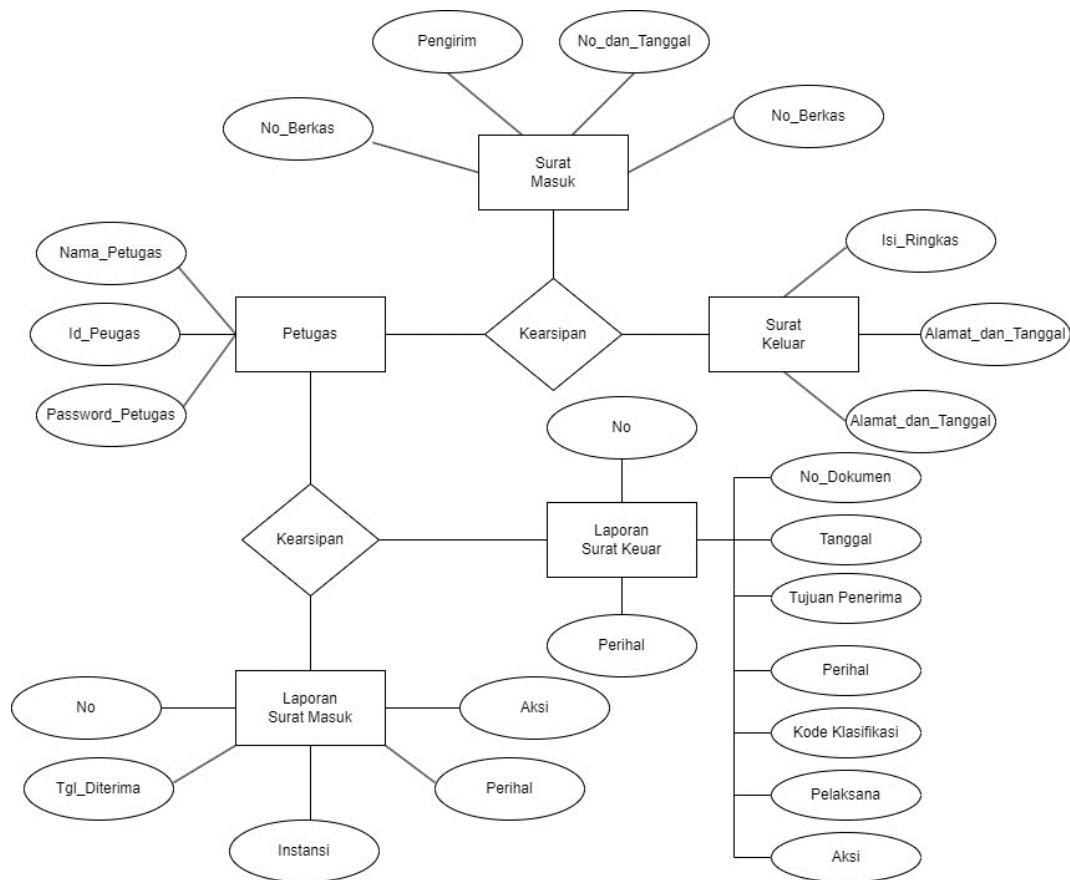 Pengirim
No_dan_Tanggal
No_Berkas
No_Berkas
Surat
Masuk
Nama_Petugas
Isi_Ringkas
Id_Peugas
Petugas
Kearsipan
Surat
Keluar
Alamat_dan_Tanggal
Password_Petugas
Alamat_dan_Tanggal
No
No_Dokumen
Kearsipan
Laporan
Surat Keuar
Tanggal
Tujuan Penerima
Perihal
Perihal
No
Laporan
Surat Masuk
Aksi
Kode Klasifikasi
Tgl_Diterima
Perihal
Pelaksana
Instansi
Aksi